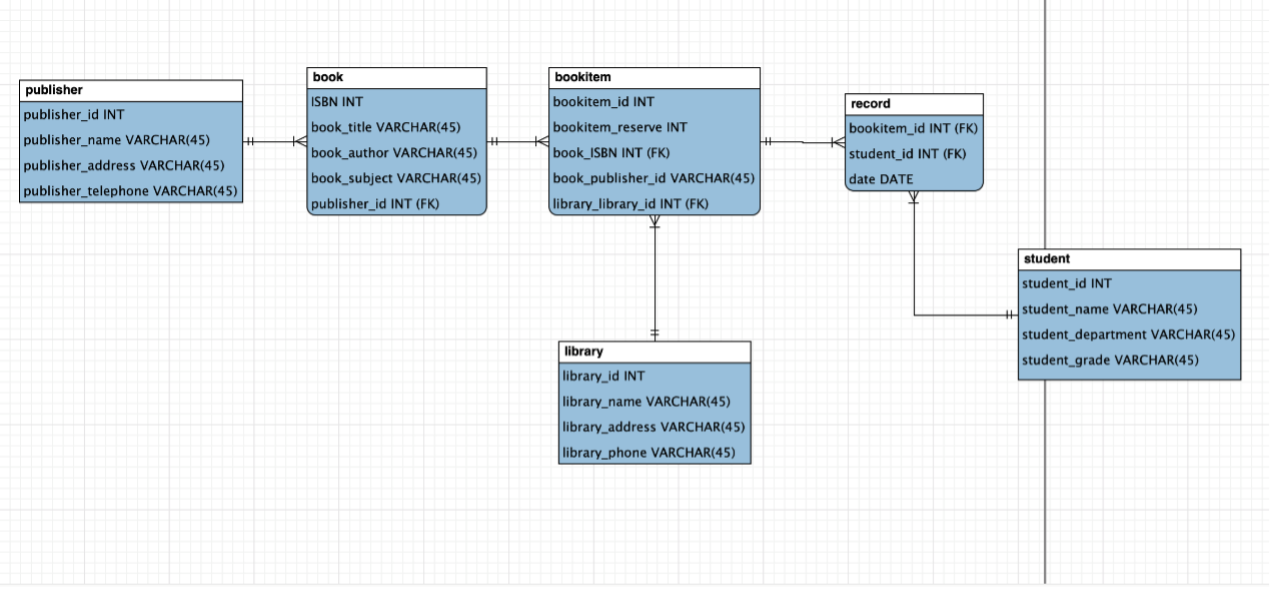 publisher
publisher_id INT
publisher_name VARCHAR(45)
publisher_address VARCHAR(45)
publisher_telephone VARCHAR(45)
book
ISBN INT
book_title VARCHAR(45)
book_author VARCHAR(45)
book_subject VARCHAR(45)
publisher_id INT (FK)
bookitem
bookitem_id INT
bookitem_reserve INT
book_ISBN INT (FK)
book_publisher_id VARCHAR(45)
library_library_id INT (FK)
record
bookitem_id INT (FK)
student_id INT (FK)
date DATE
student
student_id INT
student_name VARCHAR(45)
student_department VARCHAR(45)
student_grade VARCHAR(45)
library
library_id INT
library_name VARCHAR(45)
library_address VARCHAR(45)
library_phone VARCHAR(45)